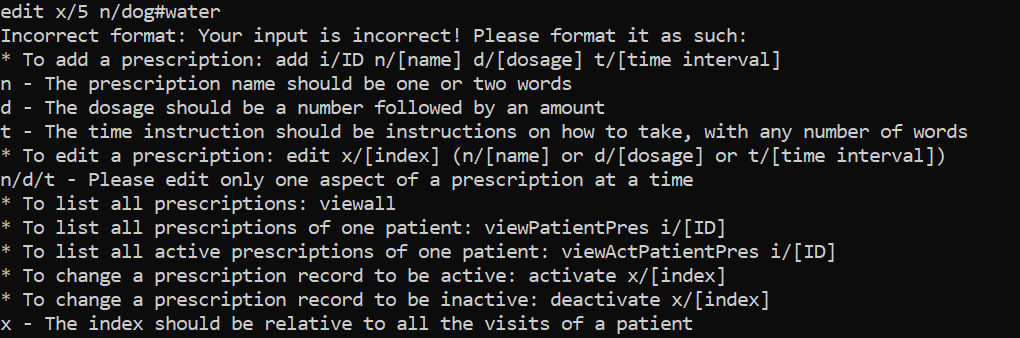 edit x/5 n/dog#water
Incorrect format: Your input is incorrect! Please format it as such:
* To add a prescription: add i/ID n/[name] d/[dosage] t/[time interval]
n - The prescription name should be one or two words
d - The dosage should be a number followed by an amount
t - The time instruction should be instructions on how to take, with any number of words
* To edit a prescription: edit x/[index] (n/[name] or d/[dosage] or t/[time interval])
n/d/t - Please edit only one aspect of a prescription at a time
* To list all prescriptions: viewall
* To list all prescriptions of one patient: viewPatientPres i/[ID]
* To list all active prescriptions of one patient: viewActPatientPres i/[ID]
* To change a prescription record to be active: activate x/[index]
* To change a prescription record to be inactive: deactivate x/[index]
x - The index should be relative to all the visits of a patient